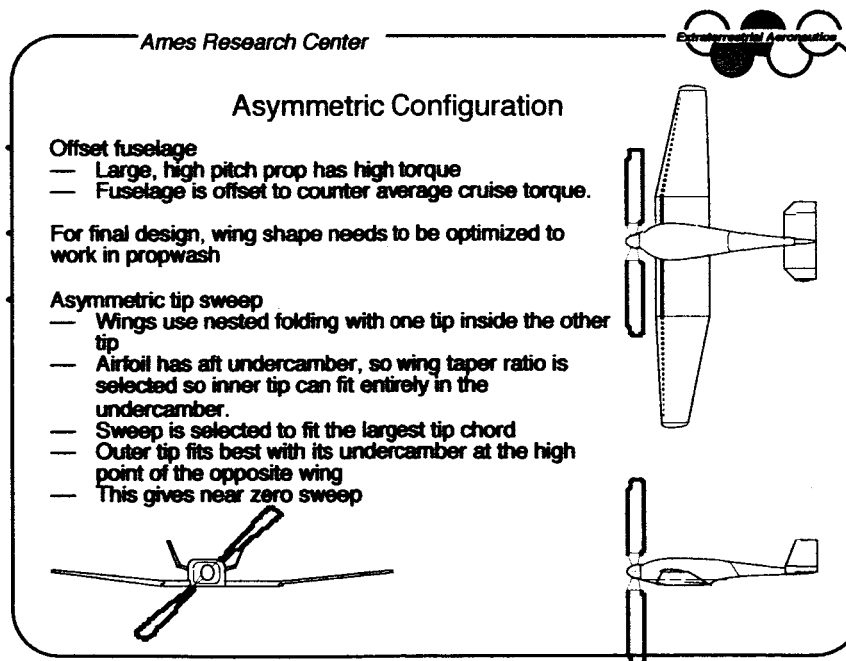 Ames Research Center
Extraterrestrial Aeronautics
Asymmetric Configuration
Offset fuselage
— Large, high pitch prop has high torque
— Fuselage is offset to counter average cruise torque.
For final design, wing shape needs to be optimized to
work in propwash
Asymmetric tip sweep
— Wings use nested folding with one tip inside the other
tip
— Airfoil has aft undercamber, so wing taper ratio is
selected so inner tip can fit entirely in the
undercamber.
— Sweep is selected to fit the largest tip chord
— Outer tip fits best with its undercamber at the high
point of the opposite wing
— This gives near zero sweep